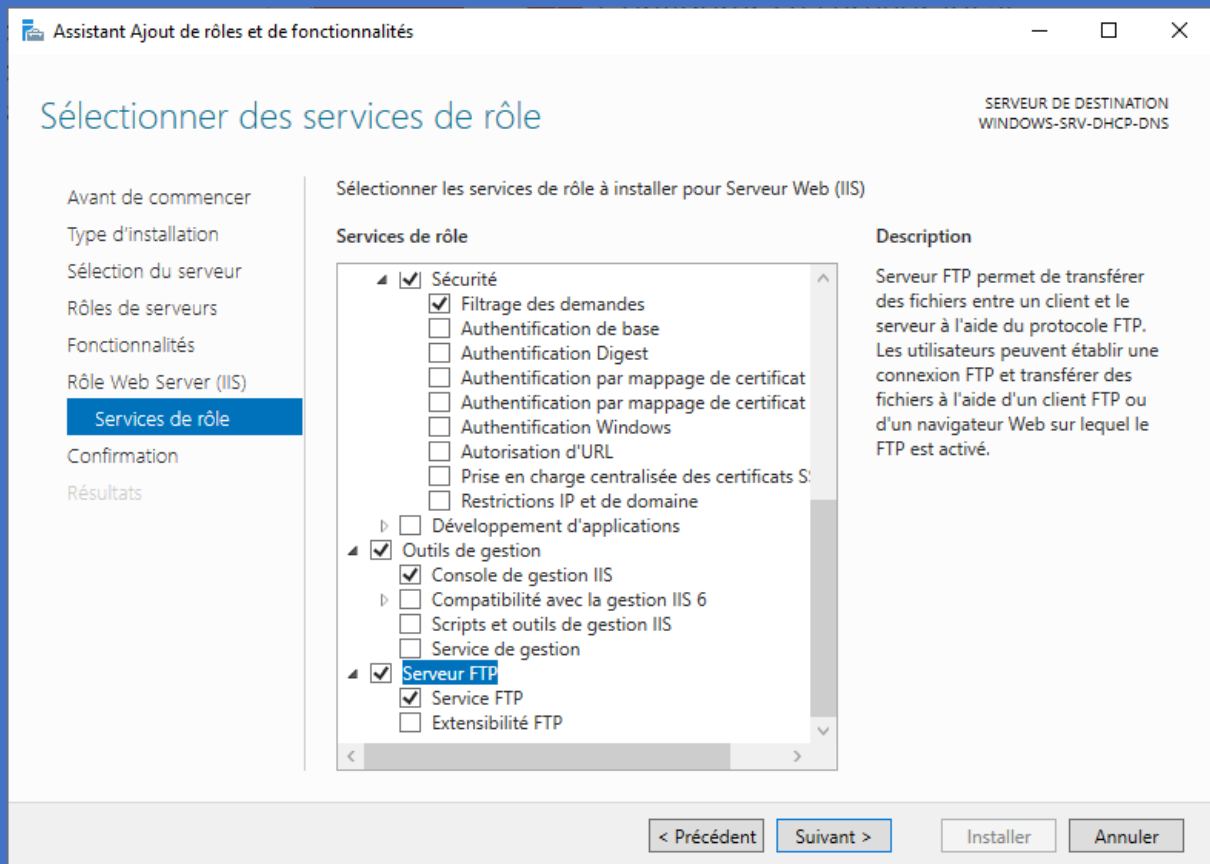 Assistant Ajout de rôles et de fonctionnalités
Sélectionner des services de rôle
SERVEUR DE DESTINATION
WINDOWS-SRV-DHCP-DNS
Avant de commencer
Type d'installation
Sélection du serveur
Rôles de serveurs
Fonctionnalités
Rôle Web Server (IIS)
Services de rôle
Confirmation
Résultats
Sélectionner les services de rôle à installer pour Serveur Web (IIS)
Services de rôle
Sécurité
Filtrage des demandes
Authentification de base
Authentification Digest
Authentification par mappage de certificat
Authentification par mappage de certificat
Authentification Windows
Autorisation d'URL
Prise en charge centralisée des certificats
Restrictions IP et de domaine
Développement d'applications
Outils de gestion
Console de gestion IIS
Compatibilité avec la gestion IIS 6
Scripts et outils de gestion IIS
Service de gestion
Serveur FTP
Service FTP
Extensibilité FTP
Description
Serveur FTP permet de transférer
des fichiers entre un client et le
serveur à l'aide du protocole FTP.
Les utilisateurs peuvent établir une
connexion FTP et transférer des
fichiers à l'aide d'un client FTP ou
d'un navigateur Web sur lequel le
FTP est activé.
< Précédent
Suivant >
Installer
Annuler